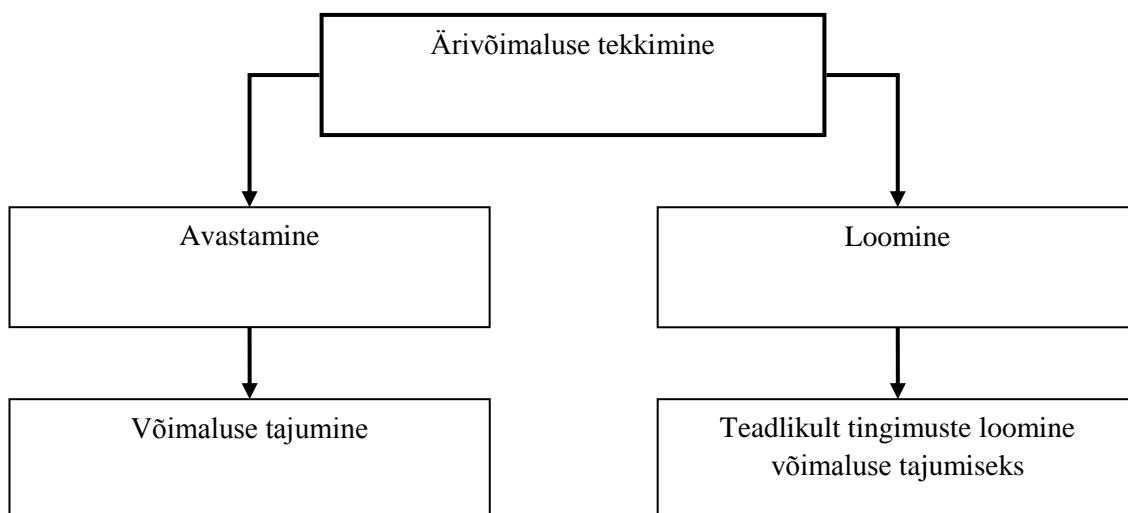 Ärivõimaluse tekkimine
Avastamine
Loomine
Võimaluse tajumine
Teadlikult tingimuste loomine
võimaluse tajumiseks